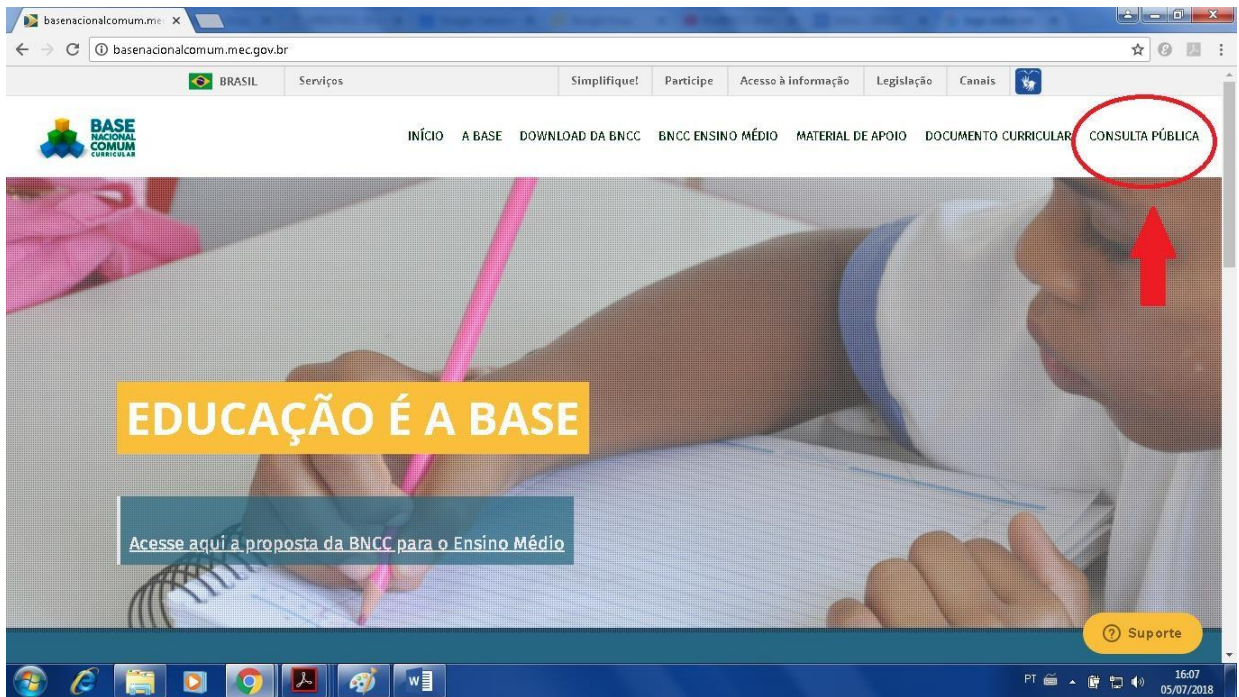 basenacionalcomum.me
basenacionalcomum.mec.gov.br
BRASIL Serviços Simplifique! Participe Acesso à informação Legislação Canais
BASE
NACIONAL
COMUM
CURRICULAR
INÍCIO A BASE DOWNLOAD DA BNCC BNCC ENSINO MÉDIO MATERIAL DE APOIO DOCUMENTO CURRICULAR CONSULTA PÚBLICA
EDUCAÇÃO É A BASE
Acesse aqui a proposta da BNCC para o Ensino Médio
? Suporte
PT 16:07
05/07/2018